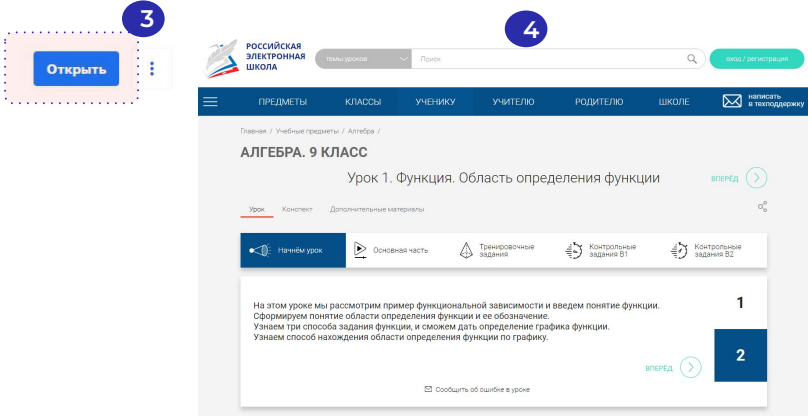 3
Открыть
4
РОССИЙСКАЯ
ЭЛЕКТРОННАЯ
ШКОЛА
темы уроков
Поиск
вход / регистрация
ПРЕДМЕТЫ
КЛАССЫ
УЧЕНИКУ
УЧИТЕЛЮ
РОДИТЕЛЮ
ШКОЛЕ
написать
в техподдержку
Главная / Учебные предметы / Алгебра /
АЛГЕБРА. 9 КЛАСС
Урок 1. Функция. Область определения функции
ВПЕРЁД
Урок
Конспект
Дополнительные материалы
Начнём урок
Основная часть
Тренировочные
задания
Контрольные
задания В1
Контрольные
задания В2
На этом уроке мы рассмотрим пример функциональной зависимости и введем понятие функции.
Сформируем понятие области определения функции и ее обозначение.
Узнаем три способа задания функции, и сможем дать определение графика функции.
Узнаем способ нахождения области определения функции по графику.
1
2
ВПЕРЁД
Сообщить об ошибке в уроке